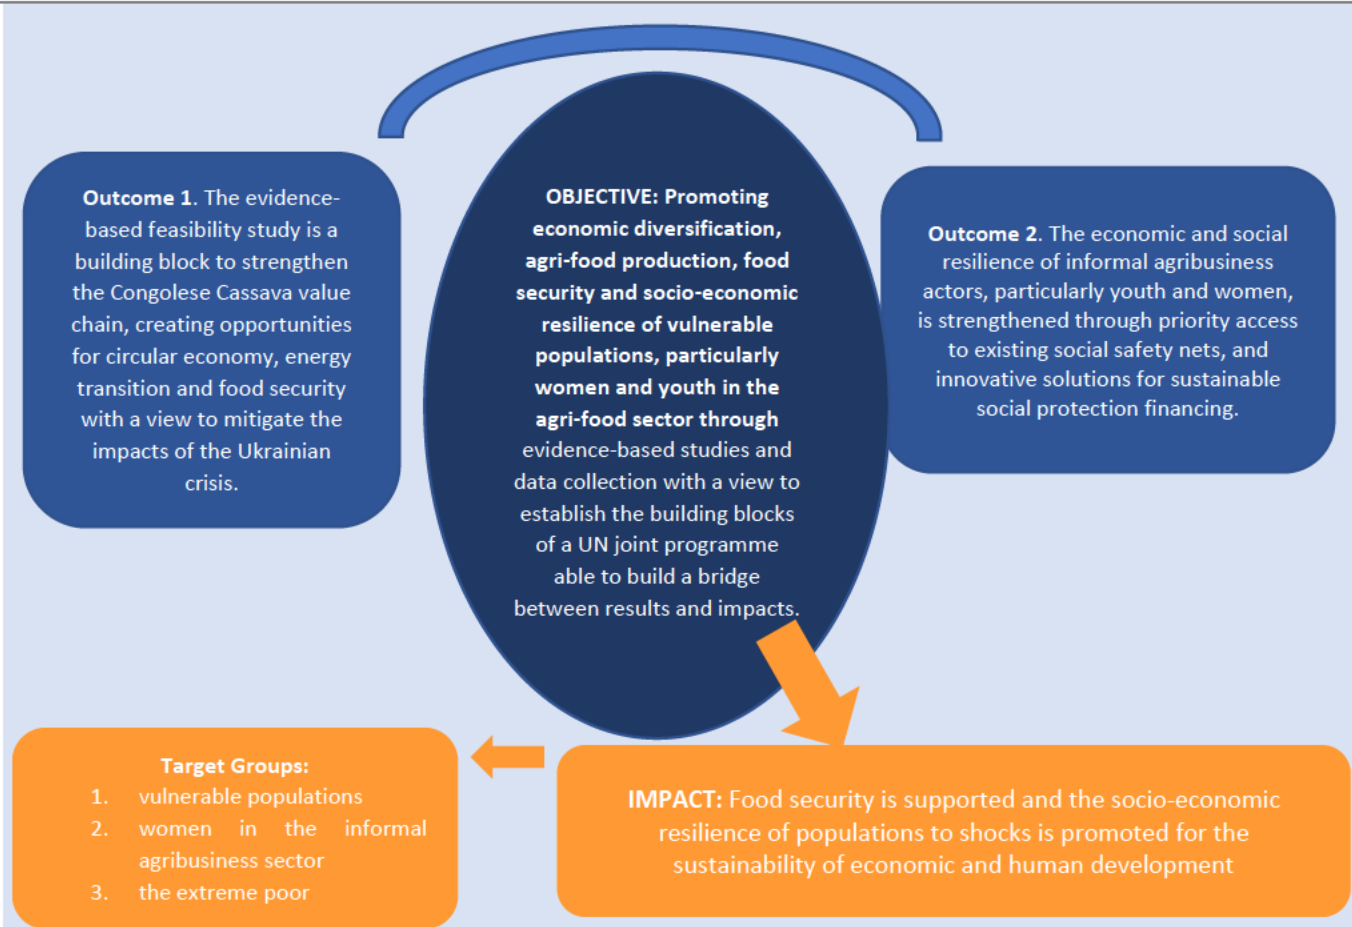 Outcome 1. The evidence-
based feasibility study is a
building block to strengthen
the Congolese Cassava value
chain, creating opportunities
for circular economy, energy
transition and food security
with a view to mitigate the
impacts of the Ukrainian
crisis.
OBJECTIVE: Promoting
economic diversification,
agri-food production, food
security and socio-economic
resilience of vulnerable
populations, particularly
women and youth in the
agri-food sector through
evidence-based studies and
data collection with a view to
establish the building blocks
of a UN joint programme
able to build a bridge
between results and impacts.
Outcome 2. The economic and social
resilience of informal agribusiness
actors, particularly youth and women,
is strengthened through priority access
to existing social safety nets, and
innovative solutions for sustainable
social protection financing.
Target Groups:
1. vulnerable populations
2. women in the informal
agribusiness sector
3. the extreme poor
IMPACT: Food security is supported and the socio-economic
resilience of populations to shocks is promoted for the
sustainability of economic and human development